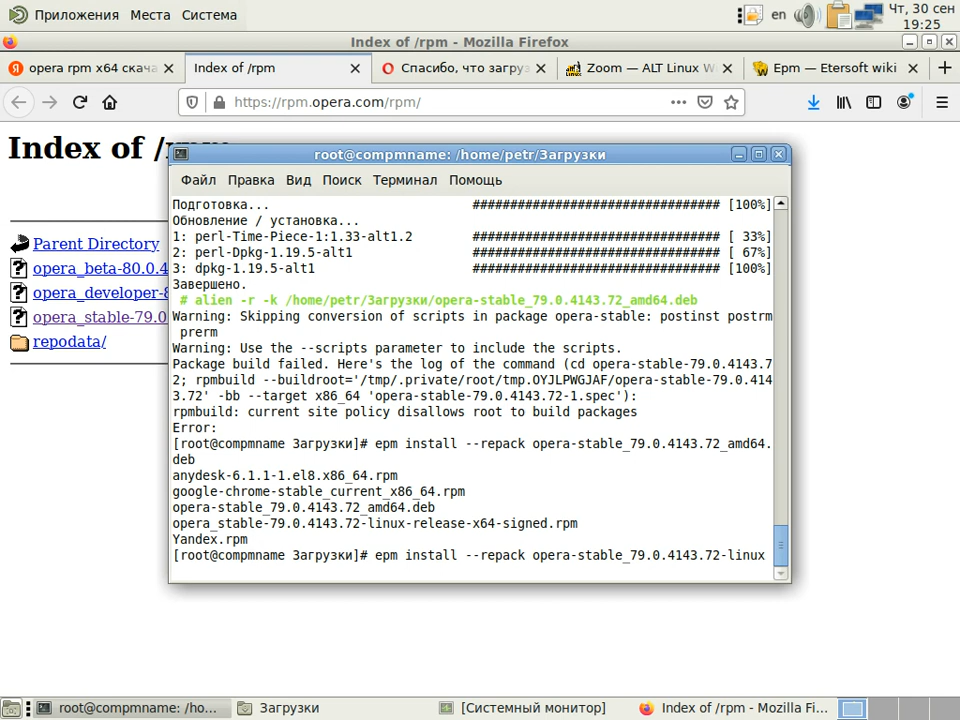 Приложения Места Система
en
Чт, 30 сен
19:25
Index of /rpm - Mozilla Firefox
opera rpm x64 скача
Index of /rpm
Спасибо, что загруз
Zoom — ALT Linux W
Epm — Etersoft wiki
https://rpm.opera.com/rpm/
Index of /
Parent Directory
opera_beta-80.0.4
opera_developer-8
opera_stable-79.0
repodata/
root@compmname: /home/petr/Загрузки
Файл Правка Вид Поиск Терминал Помощь
Подготовка... ################################# [100%]
Обновление / установка...
1: perl-Time-Piece-1:1.33-alt1.2 ################################# [ 33%]
2: perl-Dpkg-1.19.5-alt1 ################################# [ 67%]
3: dpkg-1.19.5-alt1 ################################# [100%]
Завершено.
# alien -r -k /home/petr/Загрузки/opera-stable_79.0.4143.72_amd64.deb
Warning: Skipping conversion of scripts in package opera-stable: postinst postrm
prerm
Warning: Use the --scripts parameter to include the scripts.
Package build failed. Here's the log of the command (cd opera-stable-79.0.4143.7
2; rpmbuild --buildroot='/tmp/.private/root/tmp.OYJLPWGJAF/opera-stable-79.0.414
3.72' -bb --target x86_64 'opera-stable-79.0.4143.72-1.spec'):
rpmbuild: current site policy disallows root to build packages
Error:
[root@compmname Загрузки]# epm install --repack opera-stable_79.0.4143.72_amd64.
deb
anydesk-6.1.1-1.el8.x86_64.rpm
google-chrome-stable_current_x86_64.rpm
opera-stable_79.0.4143.72_amd64.deb
opera_stable-79.0.4143.72-linux-release-x64-signed.rpm
Yandex.rpm
[root@compmname Загрузки]# epm install --repack opera-stable_79.0.4143.72-linux
root@compmname: /ho...
Загрузки
[Системный монитор]
Index of /rpm - Mozilla Fi...